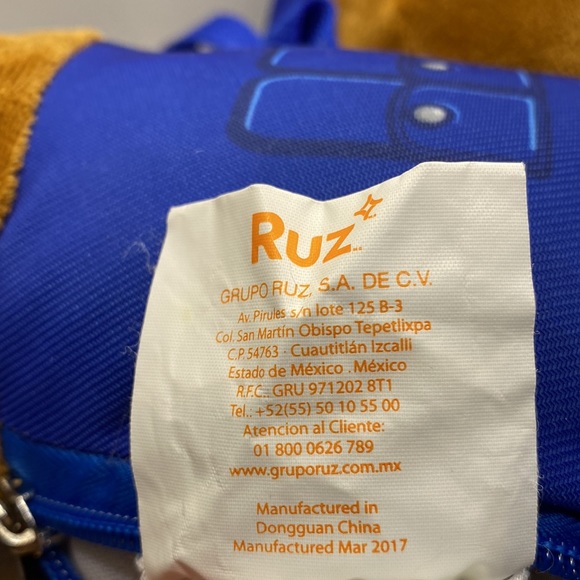 Ruz
GRUPO RUZ, S.A. DE C.V.
Av. Pirules s/n lote 125 B-3
Col. San Martín Obispo Tepetlixpa
C.P. 54763 · Cuautitlán Izcalli
Estado de México . México
R.F.C.. GRU 971202 8T1
Tel.: +52(55) 50 10 55 00
Atencion al Cliente:
01 800 0626 789
www.gruporuz.com.mx
Manufactured in
Dongguan China
Manufactured Mar 2017